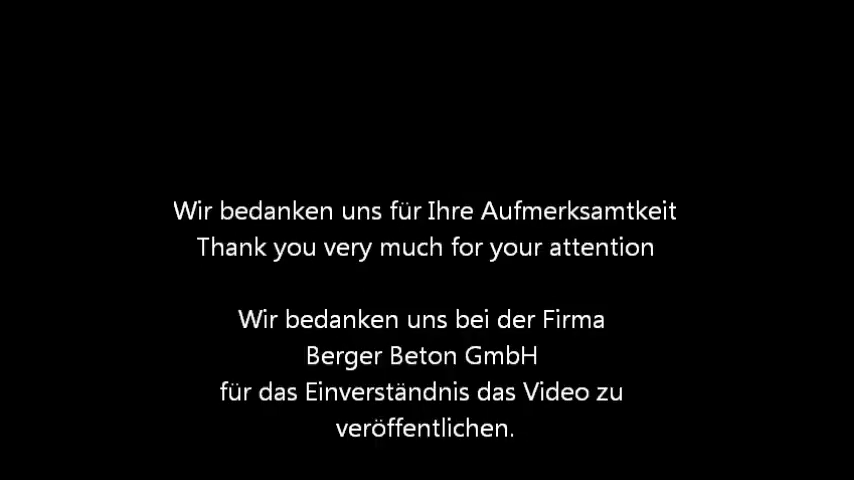 Wir bedanken uns für Ihre Aufmerksamtkeit
Thank you very much for your attention
Wir bedanken uns bei der Firma
Berger Beton GmbH
für das Einverständnis das Video zu
veröffentlichen.